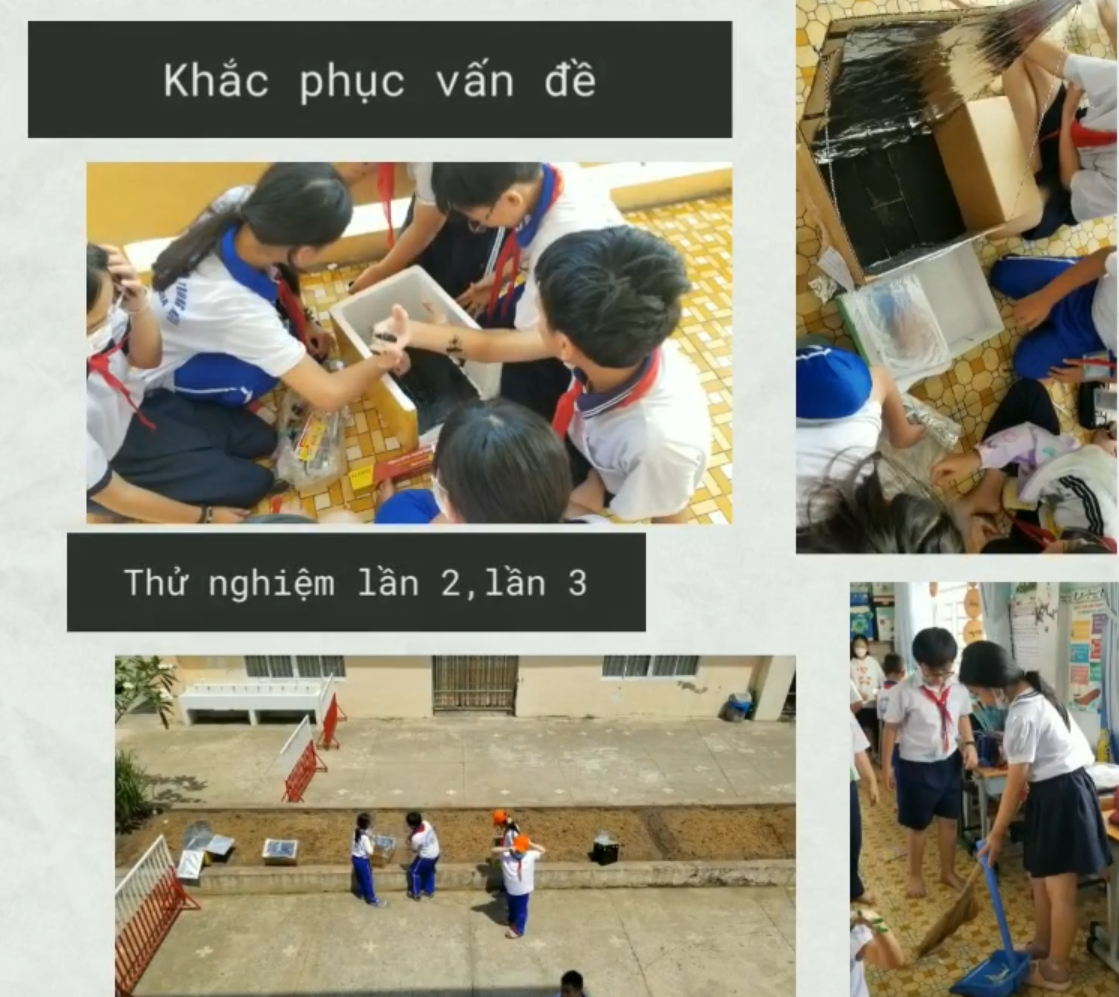 Khắc phục vấn đề
Thử nghiệm lần 2,lần 3